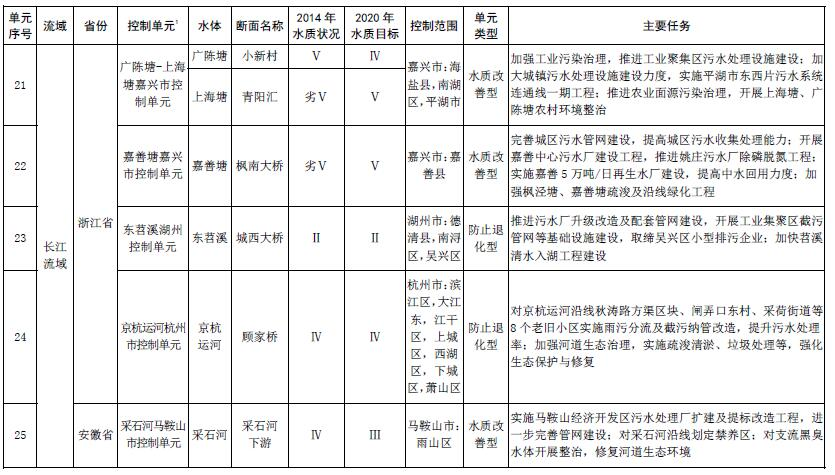 单元序号 流域 省份 控制单元¹ 水体 断面名称 2014 年水质状况 2020 年水质目标 控制范围 单元类型 主要任务
21
长江流域
浙江省
广陈塘-上海塘嘉兴市控制单元
广陈塘 小新村 Ⅴ Ⅳ
上海塘 青阳汇 劣Ⅴ Ⅴ
嘉兴市：海盐县，南湖区，平湖市
水质改善型
加强工业污染治理，推进工业聚集区污水处理设施建设；加
大城镇污水处理设施建设力度，实施平湖市东西片污水系统
连通线一期工程；推进农业面源污染治理，开展上海塘、广
陈塘农村环境整治
22
嘉善塘嘉兴市控制单元
嘉善塘 枫南大桥 劣Ⅴ Ⅴ
嘉兴市：嘉善县
水质改善型
完善城区污水管网建设，提高城区污水收集处理能力；开展
嘉善中心污水厂建设工程，推进姚庄污水厂除磷脱氮工程；
实施嘉善 5 万吨/日再生水厂建设，提高中水回用力度；加
强枫泾塘、嘉善塘疏浚及沿线绿化工程
23
东苕溪湖州控制单元
东苕溪 城西大桥 Ⅱ Ⅱ
湖州市：德清县，南浔区，吴兴区
防止退化型
推进污水厂升级改造及配套管网建设，开展工业集聚区截污
管网等基础设施建设，取缔吴兴区小型排污企业；加快苕溪
清水入湖工程建设
24
京杭运河杭州市控制单元
京杭运河 顾家桥 Ⅳ Ⅳ
杭州市：滨江区，大江东，江干区，上城区，西湖区，下城区，萧山区
防止退化型
对京杭运河沿线秋涛路方渠区块、闸弄口东村、采荷街道等
8 个老旧小区实施雨污分流及截污纳管改造，提升污水处理
率；加强河道生态治理，实施疏浚清淤、垃圾处理等，强化
生态保护与修复
25
安徽省
采石河马鞍山市控制单元
采石河 采石河下游 Ⅳ Ⅲ
马鞍山市：雨山区
水质改善型
实施马鞍山经济开发区污水处理厂扩建及提标改造工程，进
一步完善管网建设；对采石河沿线划定禁养区；对支流黑臭
水体开展整治，修复河道生态环境